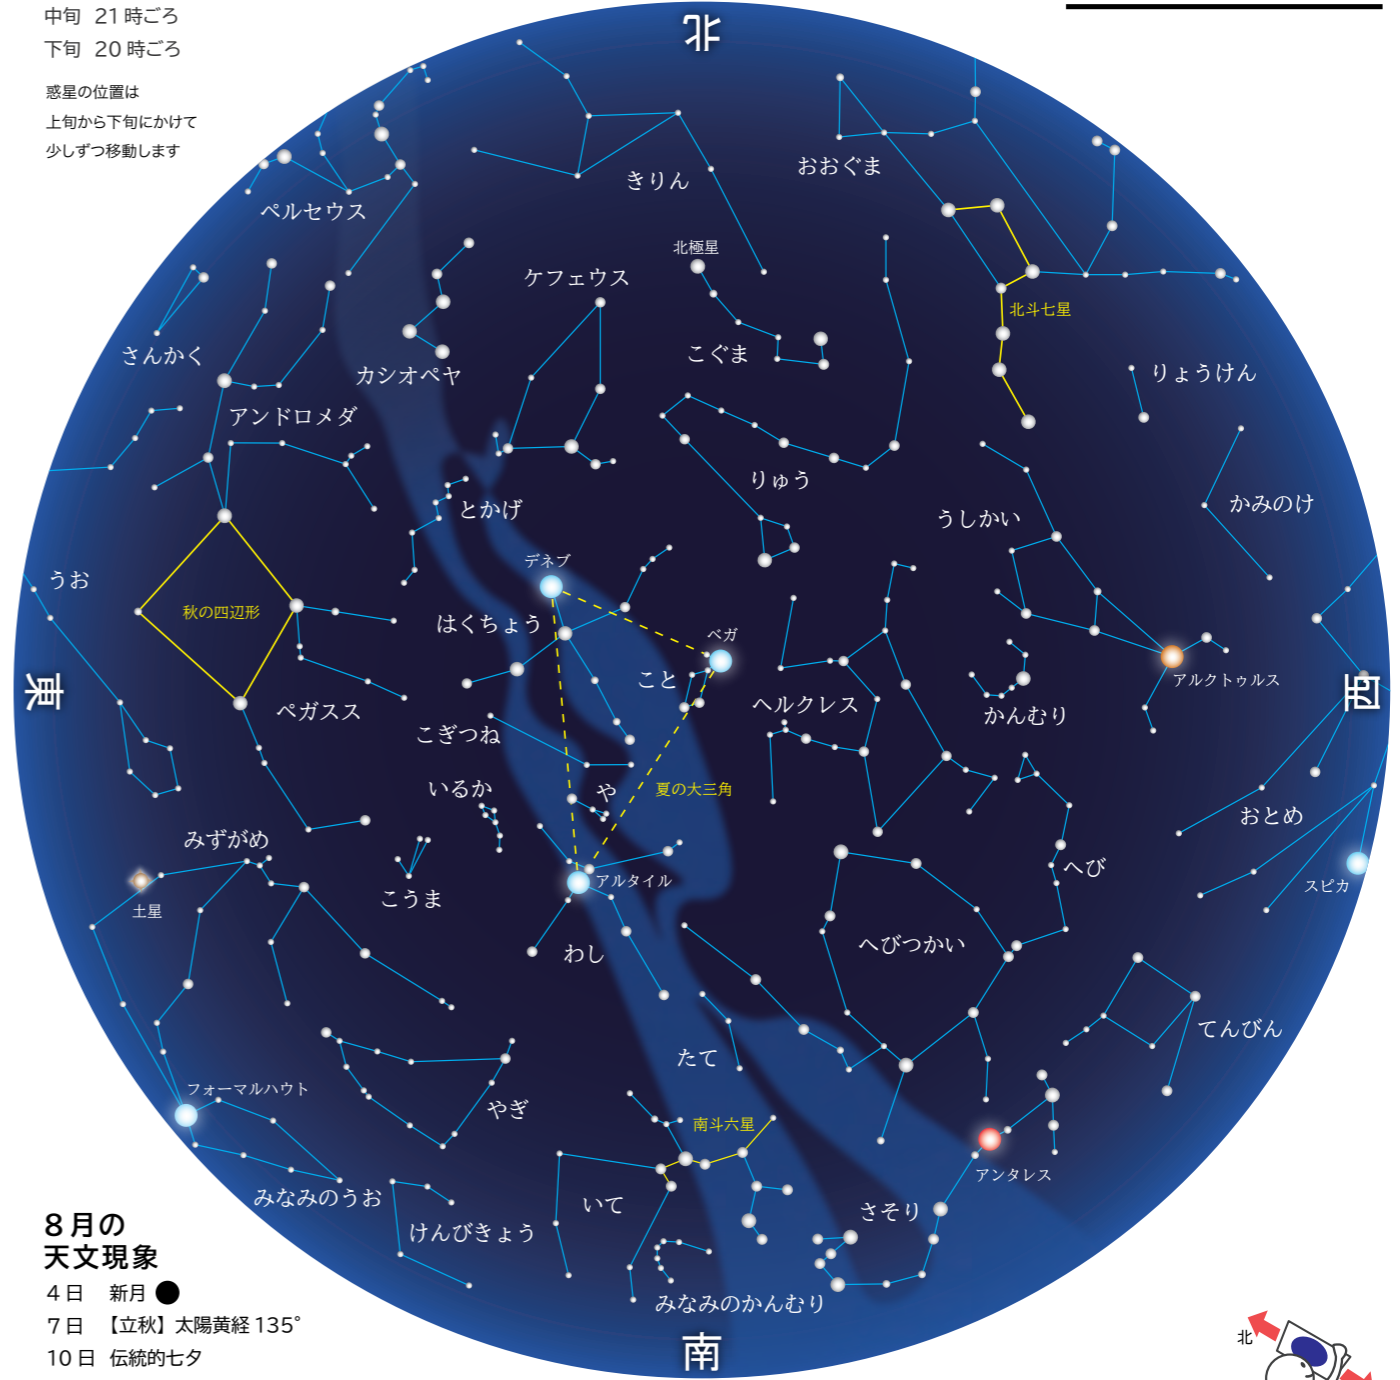 中旬 21時ごろ
下旬 20時ごろ
惑星の位置は
上旬から下旬にかけて
少しずつ移動します
北
おおぐま
きりん
ペルセウス
北極星
ケフェウス
北斗七星
こぐま
さんかく
カシオペヤ
りょうけん
アンドロメダ
りゅう
とかげ
かみのけ
うしかい
デネブ
うお
秋の四辺形
はくちょう
ベガ
こと
アルクトゥルス
東
西
ペガスス
ヘルクレス
かんむり
こぎつね
いるか
や
夏の大三角
おとめ
みずがめ
へび
アルタイル
スピカ
こうま
土星
わし
へびつかい
てんびん
たて
フォーマルハウト
やぎ
南斗六星
アンタレス
みなみのうお
いて
さそり
けんびきょう
みなみのかんむり
南
8月の
天文現象
4日 新月
7日 【立秋】太陽黄経135°
10日 伝統的七夕
北